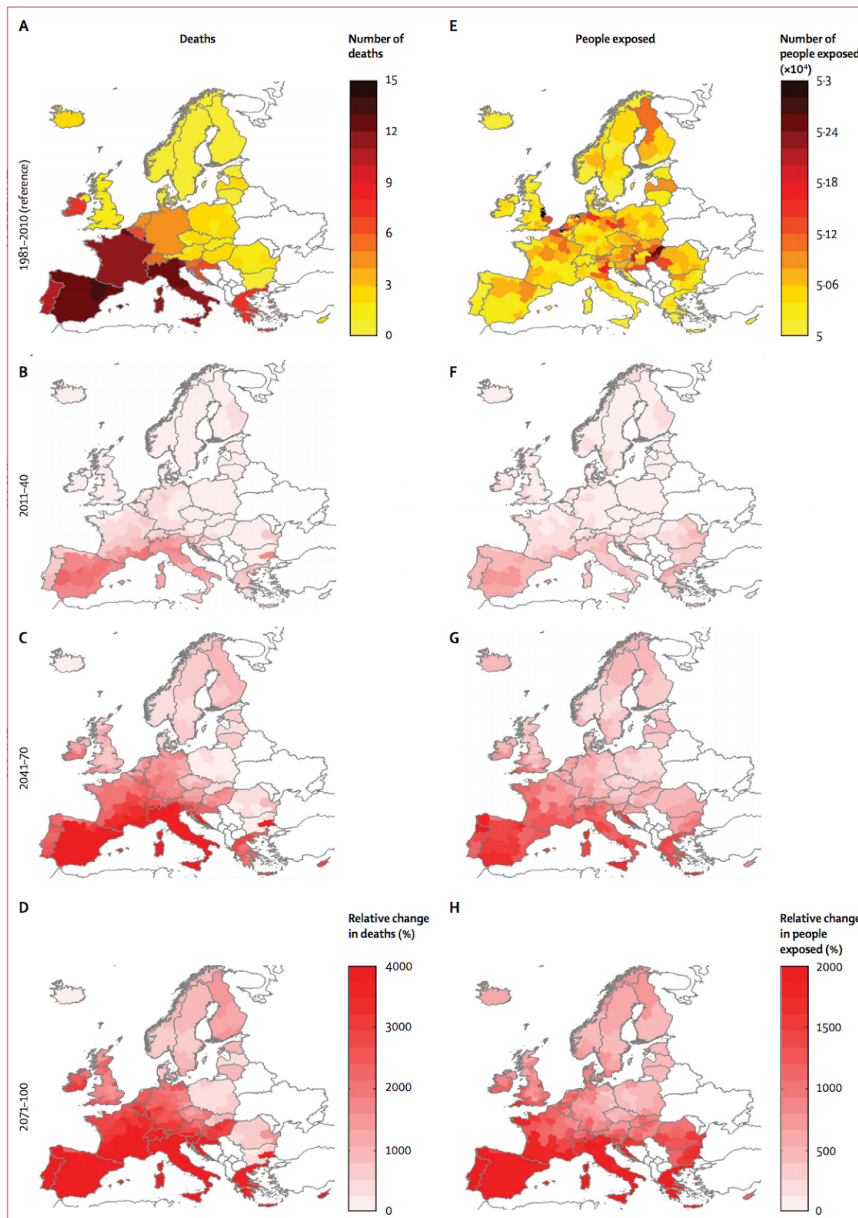 A
Deaths
Number of
deaths
15
12
9
6
3
0
1981–2010 (reference)
E
People exposed
Number of
people exposed
(×10⁴)
5·3
5·24
5·18
5·12
5·06
5
B
2011–40
F
C
2041–70
G
D
Relative change
in deaths (%)
4000
3000
2000
1000
0
2071–100
H
Relative change
in people
exposed (%)
2000
1500
1000
500
0